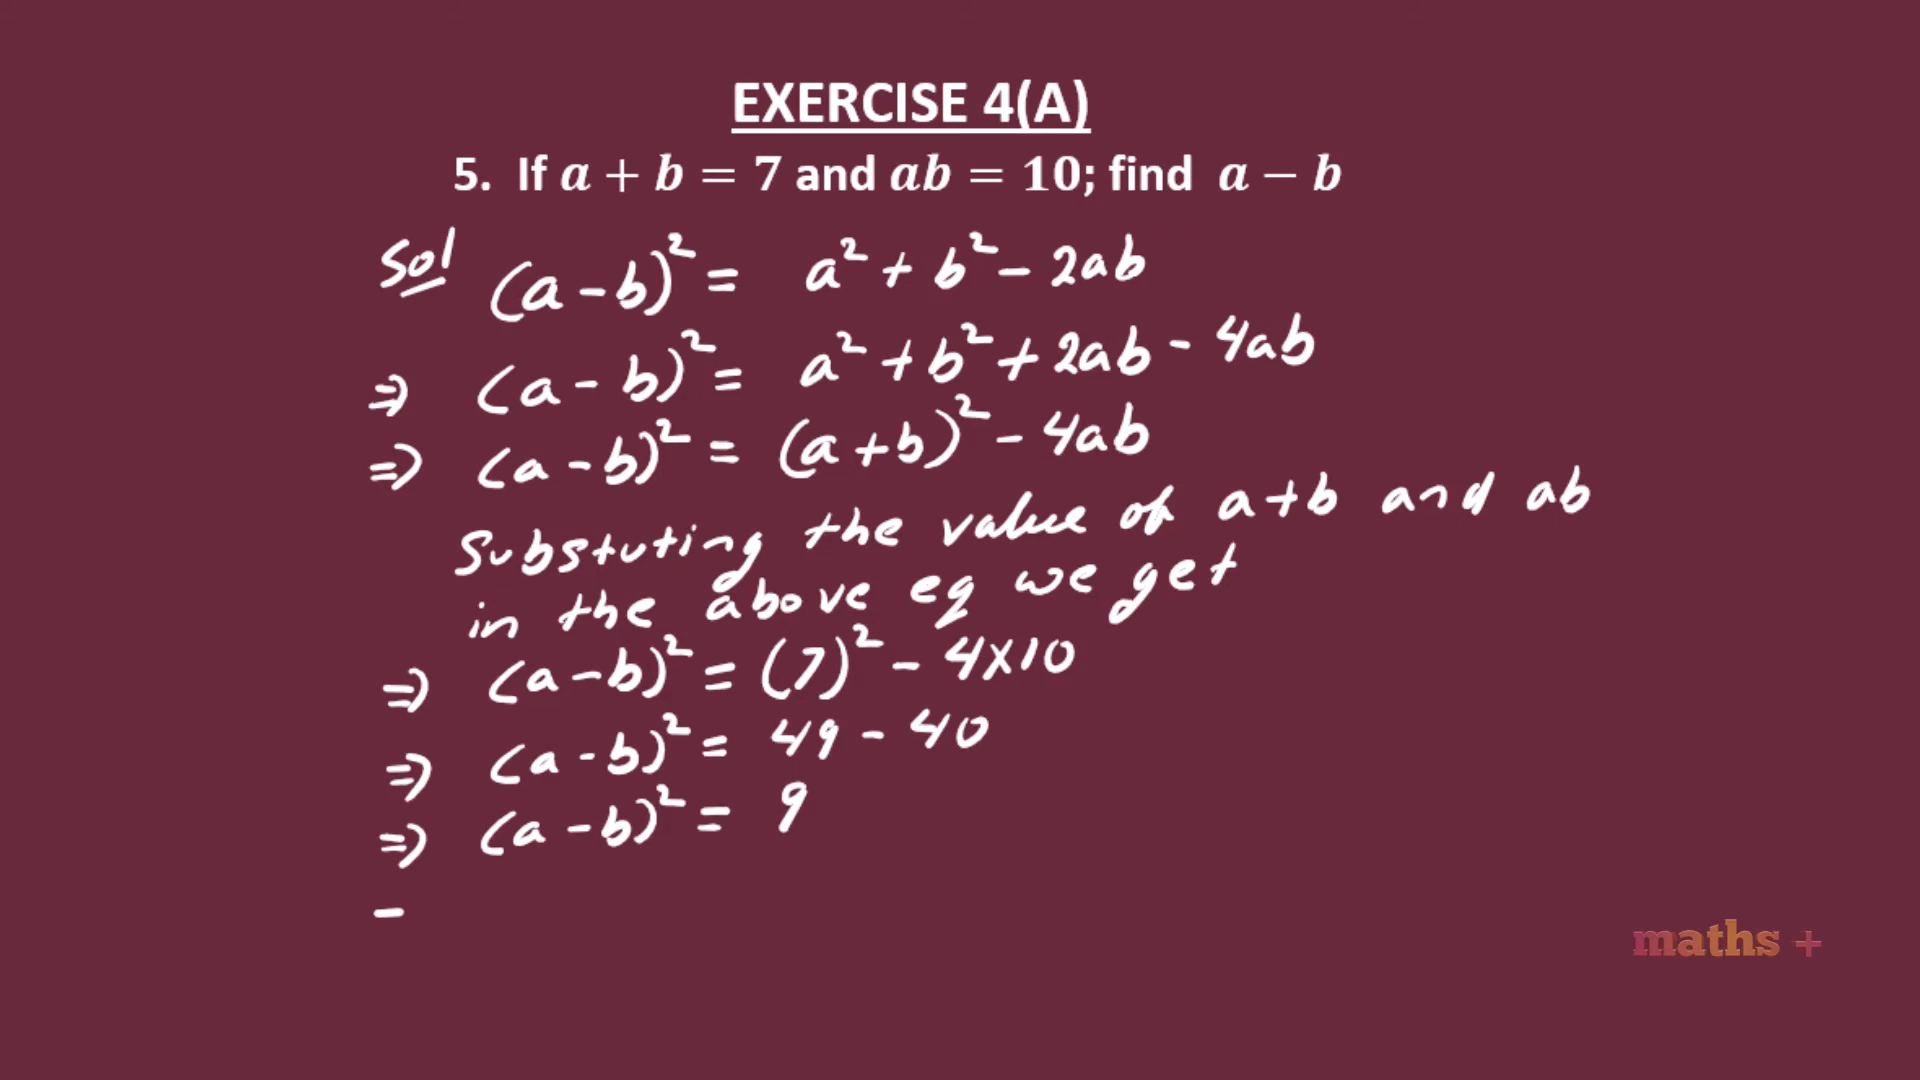 EXERCISE 4(A)
5. If a + b = 7 and ab = 10; find a − b
Sol (a-b)² = a² + b² - 2ab
⇒ (a-b)² = a² + b² + 2ab - 4ab
⇒ (a-b)² = (a+b)² - 4ab
Substuting the value of a+b and ab
in the above eq we get
⇒ (a-b)² = (7)² - 4×10
⇒ (a-b)² = 49 - 40
⇒ (a-b)² = 9
-
maths +